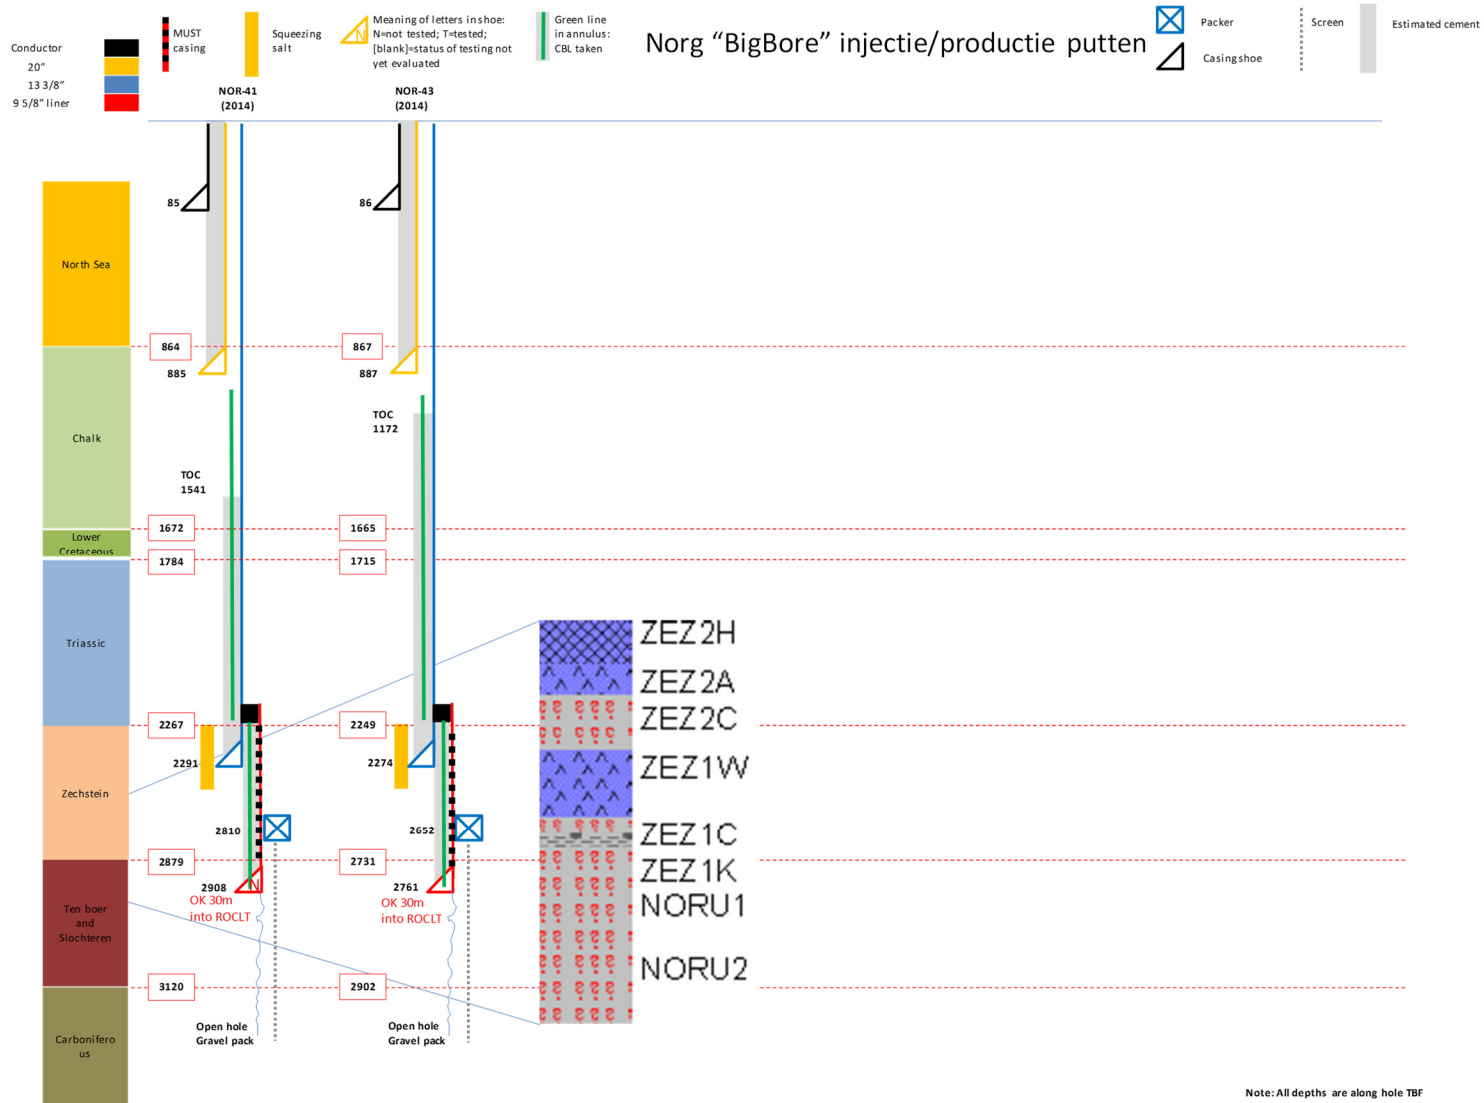 Conductor
20"
13 3/8"
9 5/8" liner
MUST
casing
Squeezing
salt
N
Meaning of letters in shoe:
N=not tested; T=tested;
[blank]=status of testing not
yet evaluated
Green line
in annulus:
CBL taken
Norg “BigBore” injectie/productie putten
Packer
Casing shoe
Screen
Estimated cement
NOR-41
(2014)
NOR-43
(2014)
85
86
North Sea
864
867
885
887
Chalk
TOC
1172
TOC
1541
1672
1665
Lower
Cretaceous
1784
1715
Triassic
2267
2249
2291
2274
Zechstein
2810
2652
2879
2731
2908
N
2761
OK 30m
into ROCLT
OK 30m
into ROCLT
Ten boer
and
Slochteren
3120
2902
Carbonifero
us
Open hole
Gravel pack
Open hole
Gravel pack
ZEZ2H
ZEZ2A
ZEZ2C
ZEZ1W
ZEZ1C
ZEZ1K
NORU1
NORU2
Note: All depths are along hole TBF